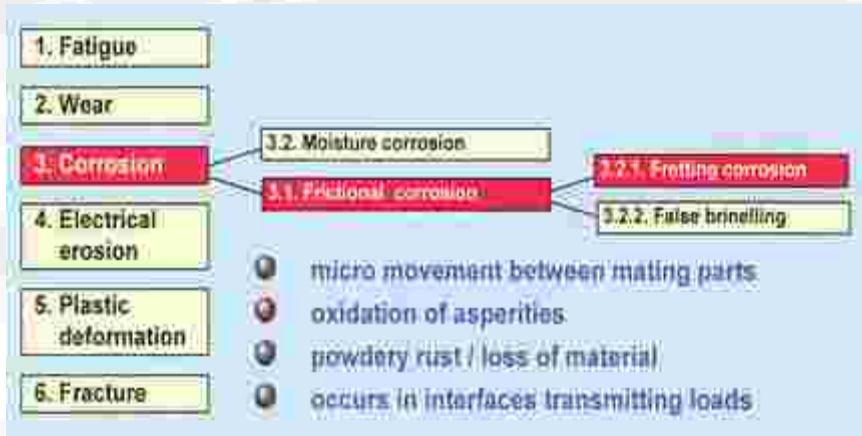 1. Fatigue
2. Wear
3. Corrosion
3.2. Moisture corrosion
3.1. Frictional corrosion
3.2.1. Fretting corrosion
3.2.2. False brinelling
4. Electrical
erosion
5. Plastic
deformation
6. Fracture
micro movement between mating parts
oxidation of asperities
powdery rust / loss of material
occurs in interfaces transmitting loads